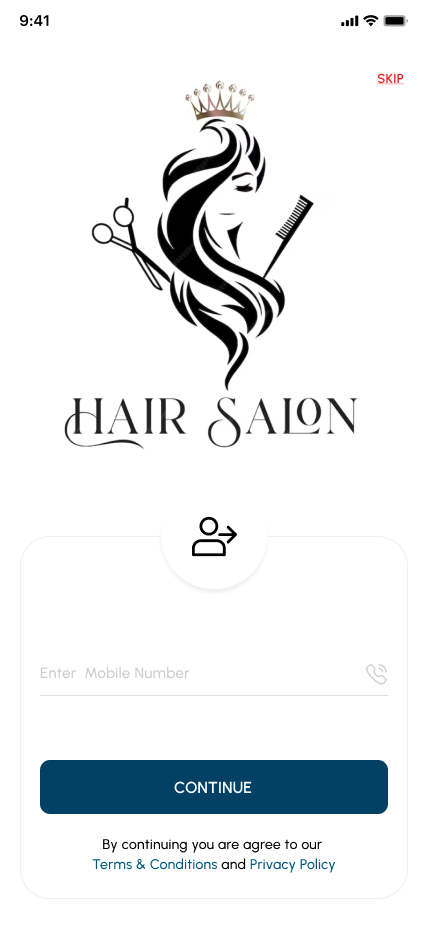 9:41
SKIP
HAIR SALON
Enter Mobile Number
CONTINUE
By continuing you are agree to our
Terms & Conditions and Privacy Policy